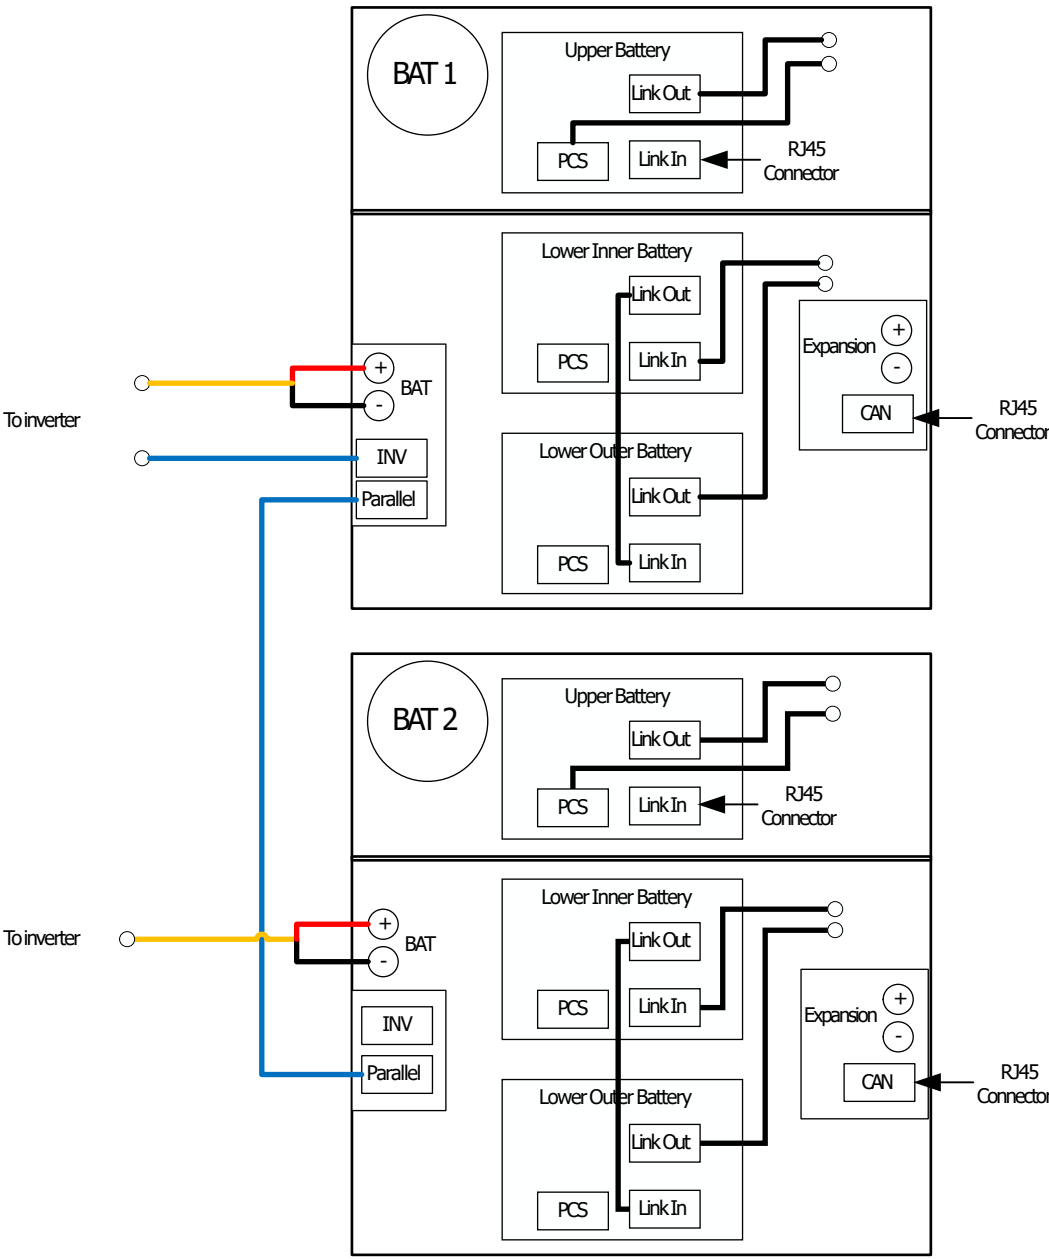 BAT 1
Upper Battery
Link Out
PCS
Link In
RJ45
Connector
Lower Inner Battery
Link Out
PCS
Link In
Expansion
+
-
CAN
RJ45
Connector
To inverter
+
-
BAT
INV
Parallel
Lower Outer Battery
Link Out
PCS
Link In
BAT 2
Upper Battery
Link Out
PCS
Link In
RJ45
Connector
Lower Inner Battery
Link Out
PCS
Link In
To inverter
+
-
BAT
INV
Parallel
Expansion
+
-
CAN
RJ45
Connector
Lower Outer Battery
Link Out
PCS
Link In